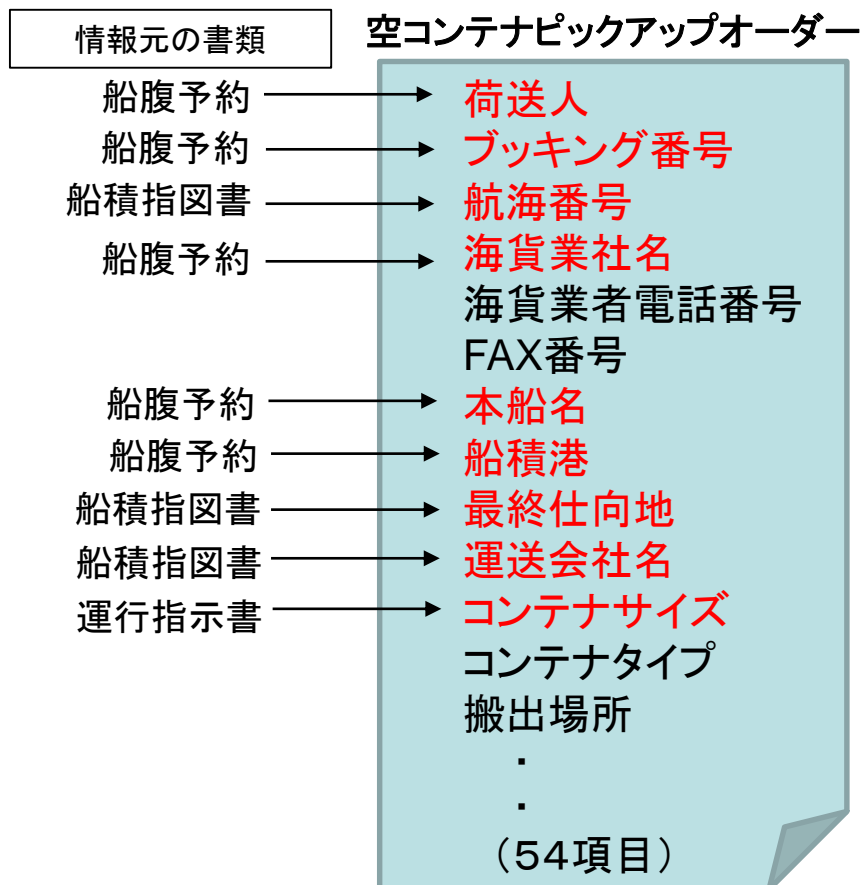 情報元の書類
空コンテナピックアップオーダー
船腹予約 荷送人
船腹予約 ブッキング番号
船積指図書 航海番号
船腹予約 海貨業社名
海貨業者電話番号
FAX番号
船腹予約 本船名
船腹予約 船積港
船積指図書 最終仕向地
船積指図書 運送会社名
運行指示書 コンテナサイズ
コンテナタイプ
搬出場所
・
・
（54項目）